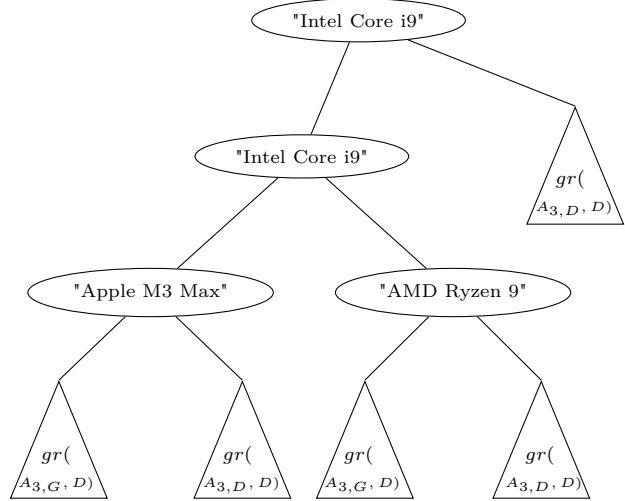 "Intel Core i9"
"Intel Core i9"
gr(
A3,D, D)
"Apple M3 Max"
"AMD Ryzen 9"
gr(
A3,G, D)
gr(
A3,D, D)
gr(
A3,G, D)
gr(
A3,D, D)